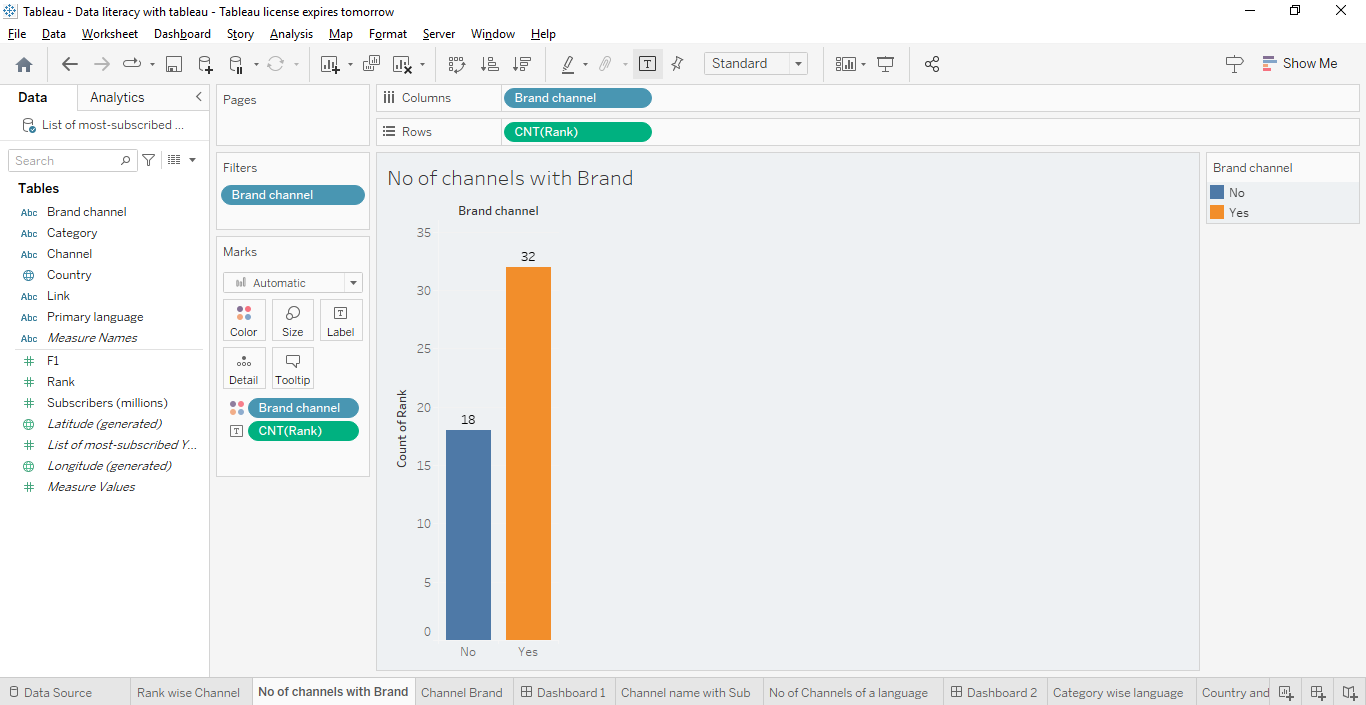 Tableau - Data literacy with tableau - Tableau license expires tomorrow
File Data Worksheet Dashboard Story Analysis Map Format Server Window Help
Standard
Show Me
Data Analytics
List of most-subscribed ...
Search
Tables
Abc Brand channel
Abc Category
Abc Channel
Country
Abc Link
Abc Primary language
Abc Measure Names
F1
Rank
Subscribers (millions)
Latitude (generated)
List of most-subscribed Y...
Longitude (generated)
Measure Values
Pages
Filters
Brand channel
Marks
Automatic
Color Size Label
Detail Tooltip
Brand channel
CNT(Rank)
Columns Brand channel
Rows CNT(Rank)
No of channels with Brand
Brand channel
35
30
25
20
15
10
5
0
Count of Rank
18
32
No Yes
Brand channel
No
Yes
Data Source Rank wise Channel No of channels with Brand Channel Brand Dashboard 1 Channel name with Sub No of Channels of a language Dashboard 2 Category wise language Country and